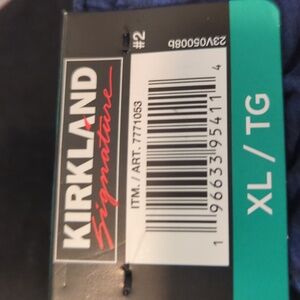 KIRKLAND
Signature
ITM. / ART. 7771053
#2
1 96633 95411 4
23V05008b
XL / TG